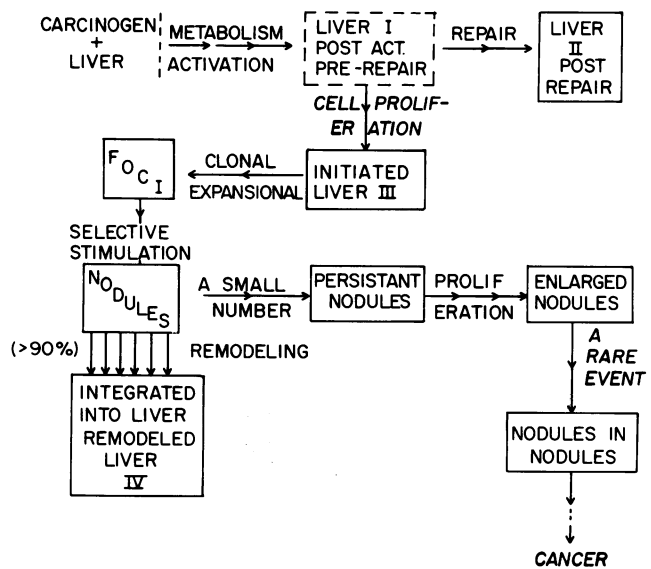 CARCINOGEN
+
LIVER
METABOLISM
ACTIVATION
LIVER I
POST ACT.
PRE-REPAIR
REPAIR
LIVER
II
POST
REPAIR
CELL PROLIF-
ER ATION
FOCI
CLONAL
EXPANSIONAL
INITIATED
LIVER III
SELECTIVE
STIMULATION
NODULES
A SMALL
NUMBER
PERSISTANT
NODULES
PROLIF
ERATION
ENLARGED
NODULES
(>90%)
REMODELING
A
RARE
EVENT
INTEGRATED
INTO LIVER
REMODELED
LIVER
IV
NODULES IN
NODULES
CANCER